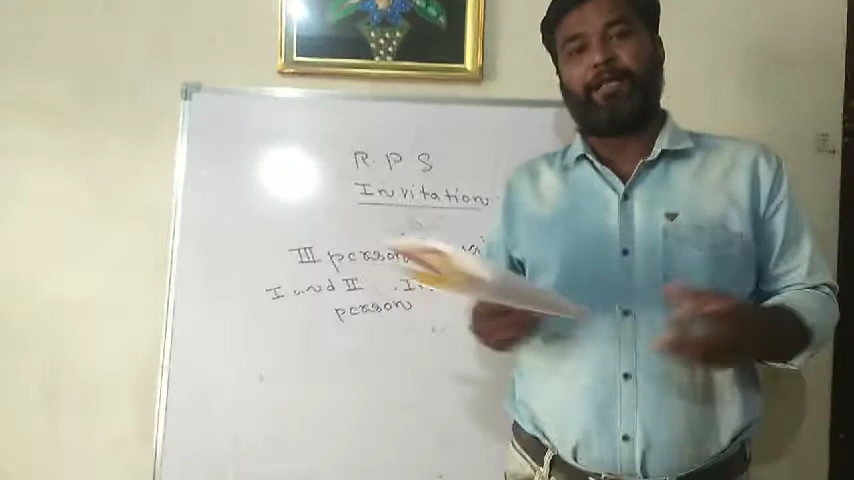 R.P S
Invitation
III person
I and II
person